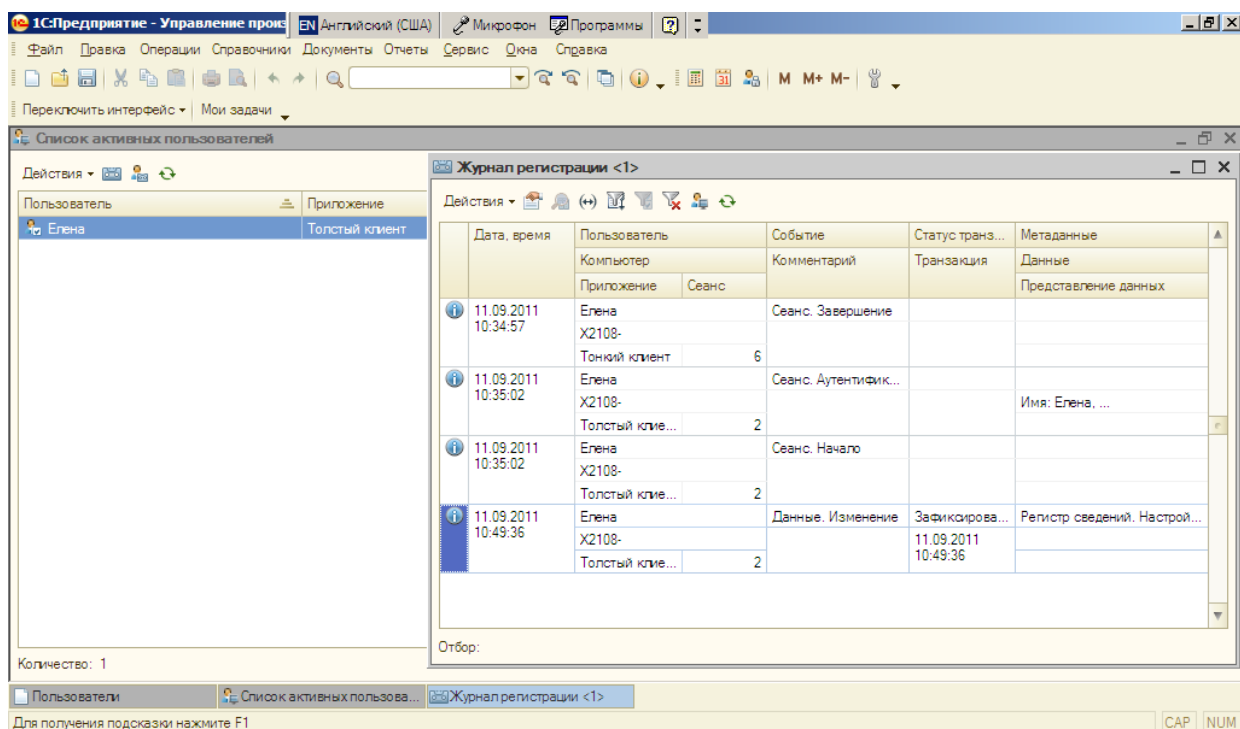 1С:Предприятие - Управление произ EN Английский (США) Микрофон Программы
Файл Правка Операции Справочники Документы Отчеты Сервис Окна Справка
M M+ M-
Переключить интерфейс Мои задачи
Список активных пользователей
Действия
Пользователь Приложение
Елена Толстый клиент
Количество: 1
Журнал регистрации <1>
Действия
Дата, время Пользователь Событие Статус транз... Метаданные
Компьютер Комментарий Транзакция Данные
Приложение Сеанс Представление данных
11.09.2011 Елена Сеанс. Завершение
10:34:57 X2108-
Тонкий клиент 6
11.09.2011 Елена Сеанс. Аутентифик...
10:35:02 X2108- Имя: Елена, ...
Толстый клие... 2
11.09.2011 Елена Сеанс. Начало
10:35:02 X2108-
Толстый клие... 2
11.09.2011 Елена Данные. Изменение Зафиксирова... Регистр сведений. Настрой...
10:49:36 X2108- 11.09.2011
Толстый клие... 2 10:49:36
Отбор:
Пользователи Список активных пользова... Журнал регистрации <1>
Для получения подсказки нажмите F1 CAP NUM